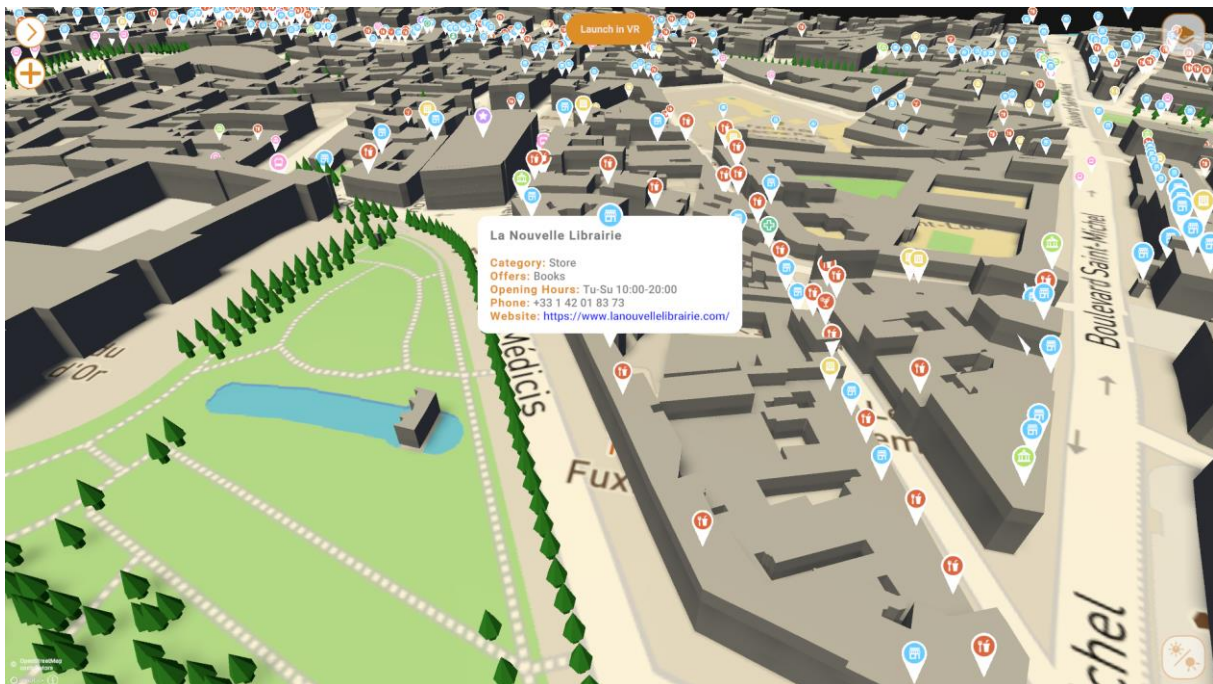 Launch in VR
La Nouvelle Librairie
Category: Store
Offers: Books
Opening Hours: Tu-Su 10:00-20:00
Phone: +33 1 42 01 83 73
Website: https://www.lanouvellelibrairie.com/
Médicis
Boulevard Saint-Michel
du
d'Or
Fux
chel
OpenStreetMap